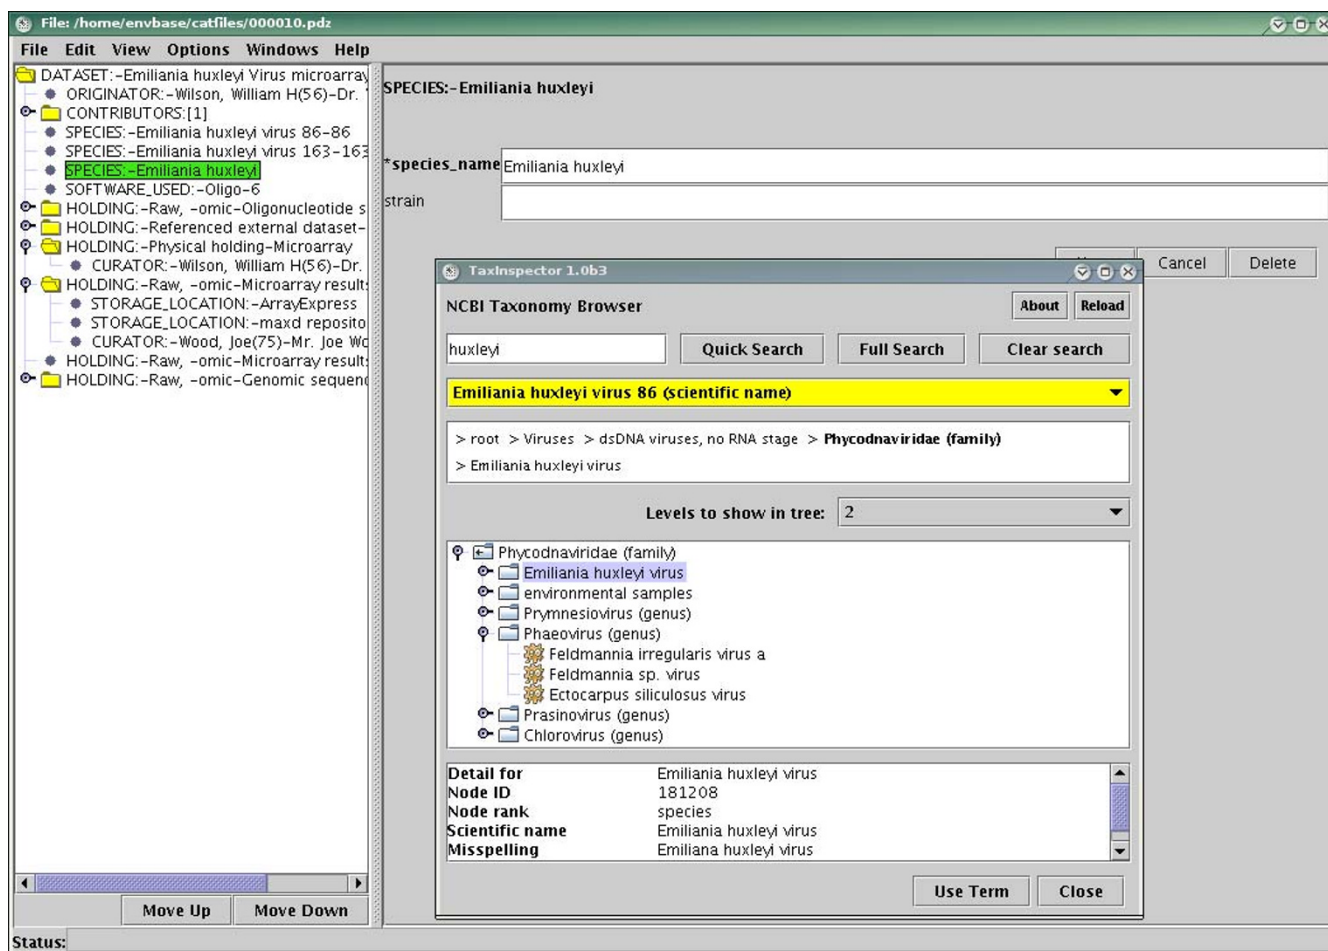 File: /home/envbase/catfiles/000010.pdz
File Edit View Options Windows Help
DATASET:-Emiliania huxleyi Virus microarray
ORIGINATOR:-Wilson, William H(56)-Dr.
CONTRIBUTORS:[1]
SPECIES:-Emiliania huxleyi virus 86-86
SPECIES:-Emiliania huxleyi virus 163-163
SPECIES:-Emiliania huxleyi
SOFTWARE_USED:-Oligo-6
HOLDING:-Raw, -omic-Oligonucleotide s
HOLDING:-Referenced external dataset-
HOLDING:-Physical holding-Microarray
CURATOR:-Wilson, William H(56)-Dr.
HOLDING:-Raw, -omic-Microarray results
STORAGE_LOCATION:-ArrayExpress
STORAGE_LOCATION:-maxd reposito
CURATOR:-Wood, Joe(75)-Mr. Joe Wo
HOLDING:-Raw, -omic-Microarray results
HOLDING:-Raw, -omic-Genomic sequenc
Move Up Move Down
Status:
SPECIES:-Emiliania huxleyi
*species_name Emiliania huxleyi
strain
Cancel Delete
TaxInspector 1.0b3
NCBI Taxonomy Browser About Reload
huxleyi Quick Search Full Search Clear search
Emiliania huxleyi virus 86 (scientific name)
> root > Viruses > dsDNA viruses, no RNA stage > Phycodnaviridae (family)
> Emiliania huxleyi virus
Levels to show in tree: 2
Phycodnaviridae (family)
Emiliania huxleyi virus
environmental samples
Prymnesiovirus (genus)
Phaeovirus (genus)
Feldmannia irregularis virus a
Feldmannia sp. virus
Ectocarpus siliculosus virus
Prasinovirus (genus)
Chlorovirus (genus)
Detail for Emiliania huxleyi virus
Node ID 181208
Node rank species
Scientific name Emiliania huxleyi virus
Misspelling Emiliana huxleyi virus
Use Term Close